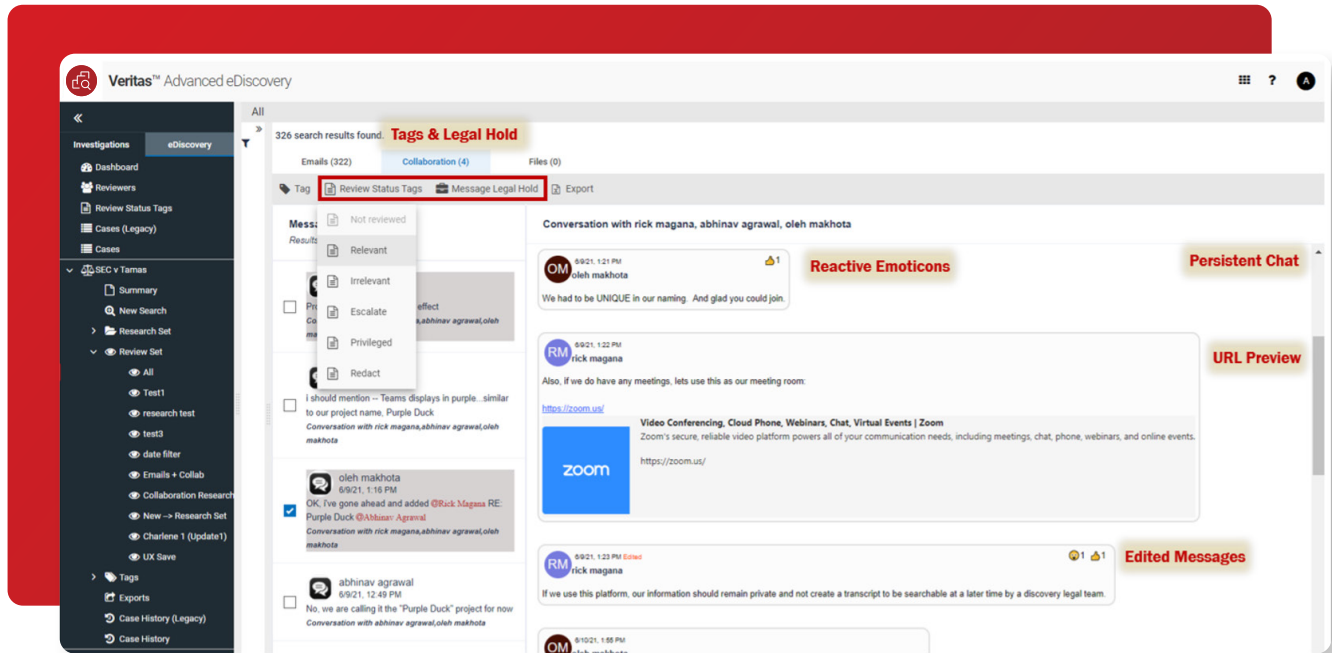 Veritas™ Advanced eDiscovery
?
A
«
Investigations
eDiscovery
Dashboard
Reviewers
Review Status Tags
Cases (Legacy)
Cases
SEC v Tamas
Summary
New Search
Research Set
Review Set
All
Test1
research test
test3
date filter
Emails + Collab
Collaboration Research
New --> Research Set
Charlene 1 (Update1)
UX Save
Tags
Exports
Case History (Legacy)
Case History
All
»
326 search results found.
Tags & Legal Hold
Emails (322)
Collaboration (4)
Files (0)
Tag
Review Status Tags
Message Legal Hold
Export
Not reviewed
Relevant
Irrelevant
Escalate
Privileged
Redact
Results
effect
abhinav agrawal,oleh
i should mention -- Teams displays in purple...similar
to our project name, Purple Duck
Conversation with rick magana,abhinav agrawal,oleh
makhota
oleh makhota
6/9/21, 1:16 PM
OK, i've gone ahead and added @Rick Magana RE:
Purple Duck @Abhinav Agrawal
Conversation with rick magana,abhinav agrawal,oleh
makhota
abhinav agrawal
6/9/21, 12:49 PM
No, we are calling it the "Purple Duck" project for now
Conversation with abhinav agrawal,oleh makhota
Conversation with rick magana, abhinav agrawal, oleh makhota
Persistent Chat
OM
6/9/21, 1:21 PM
1
oleh makhota
Reactive Emoticons
We had to be UNIQUE in our naming. And glad you could join.
RM
6/9/21, 1:22 PM
rick magana
URL Preview
Also, if we do have any meetings, lets use this as our meeting room:
https://zoom.us/
Video Conferencing, Cloud Phone, Webinars, Chat, Virtual Events | Zoom
Zoom's secure, reliable video platform powers all of your communication needs, including meetings, chat, phone, webinars, and online events.
zoom
https://zoom.us/
RM
6/9/21, 1:23 PM Edited
1 1
rick magana
Edited Messages
If we use this platform, our information should remain private and not create a transcript to be searchable at a later time by a discovery legal team.
OM
6/10/21, 1:55 PM
oleh makhota